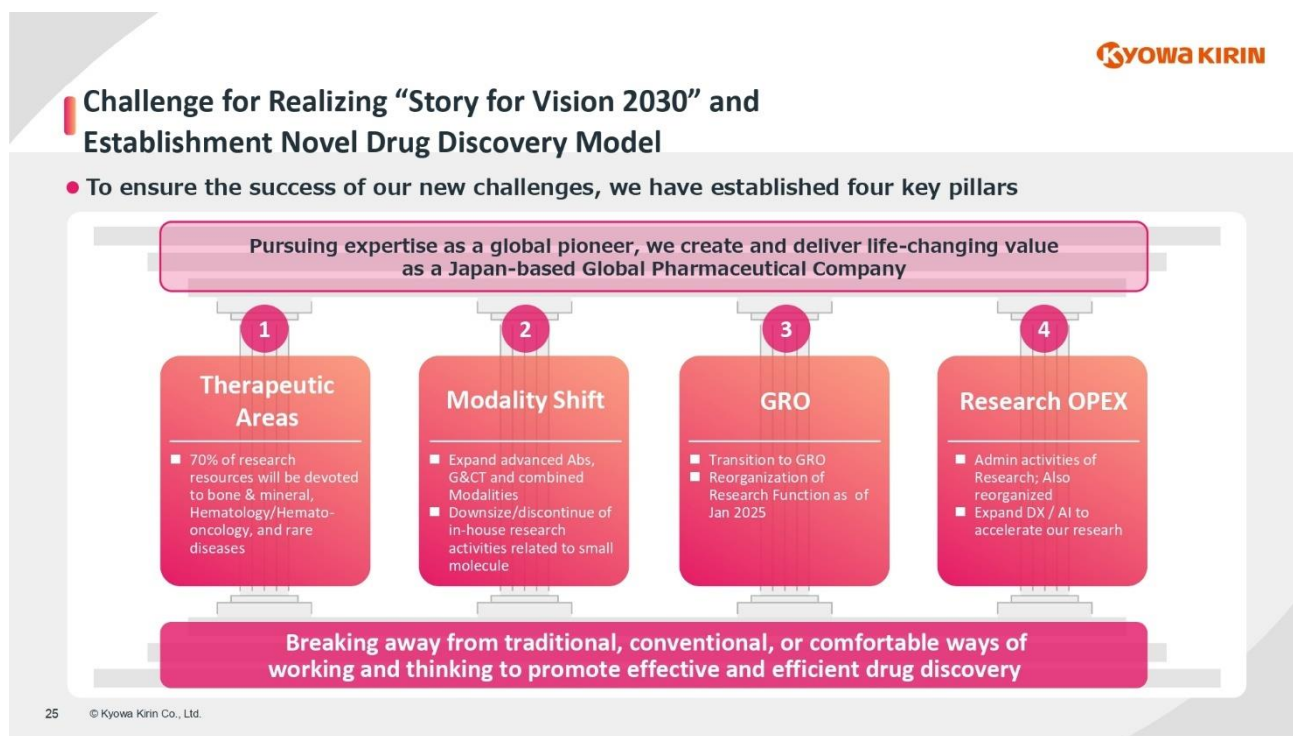 Kyowa KIRIN
Challenge for Realizing “Story for Vision 2030” and
Establishment Novel Drug Discovery Model
● To ensure the success of our new challenges, we have established four key pillars
Pursuing expertise as a global pioneer, we create and deliver life-changing value
as a Japan-based Global Pharmaceutical Company
1
Therapeutic
Areas
■ 70% of research
resources will be devoted
to bone & mineral,
Hematology/Hemato-
oncology, and rare
diseases
2
Modality Shift
■ Expand advanced Abs,
G&CT and combined
Modalities
■ Downsize/discontinue of
in-house research
activities related to small
molecule
3
GRO
■ Transition to GRO
■ Reorganization of
Research Function as of
Jan 2025
4
Research OPEX
■ Admin activities of
Research; Also
reorganized
■ Expand DX / AI to
accelerate our researh
Breaking away from traditional, conventional, or comfortable ways of
working and thinking to promote effective and efficient drug discovery
25
© Kyowa Kirin Co., Ltd.